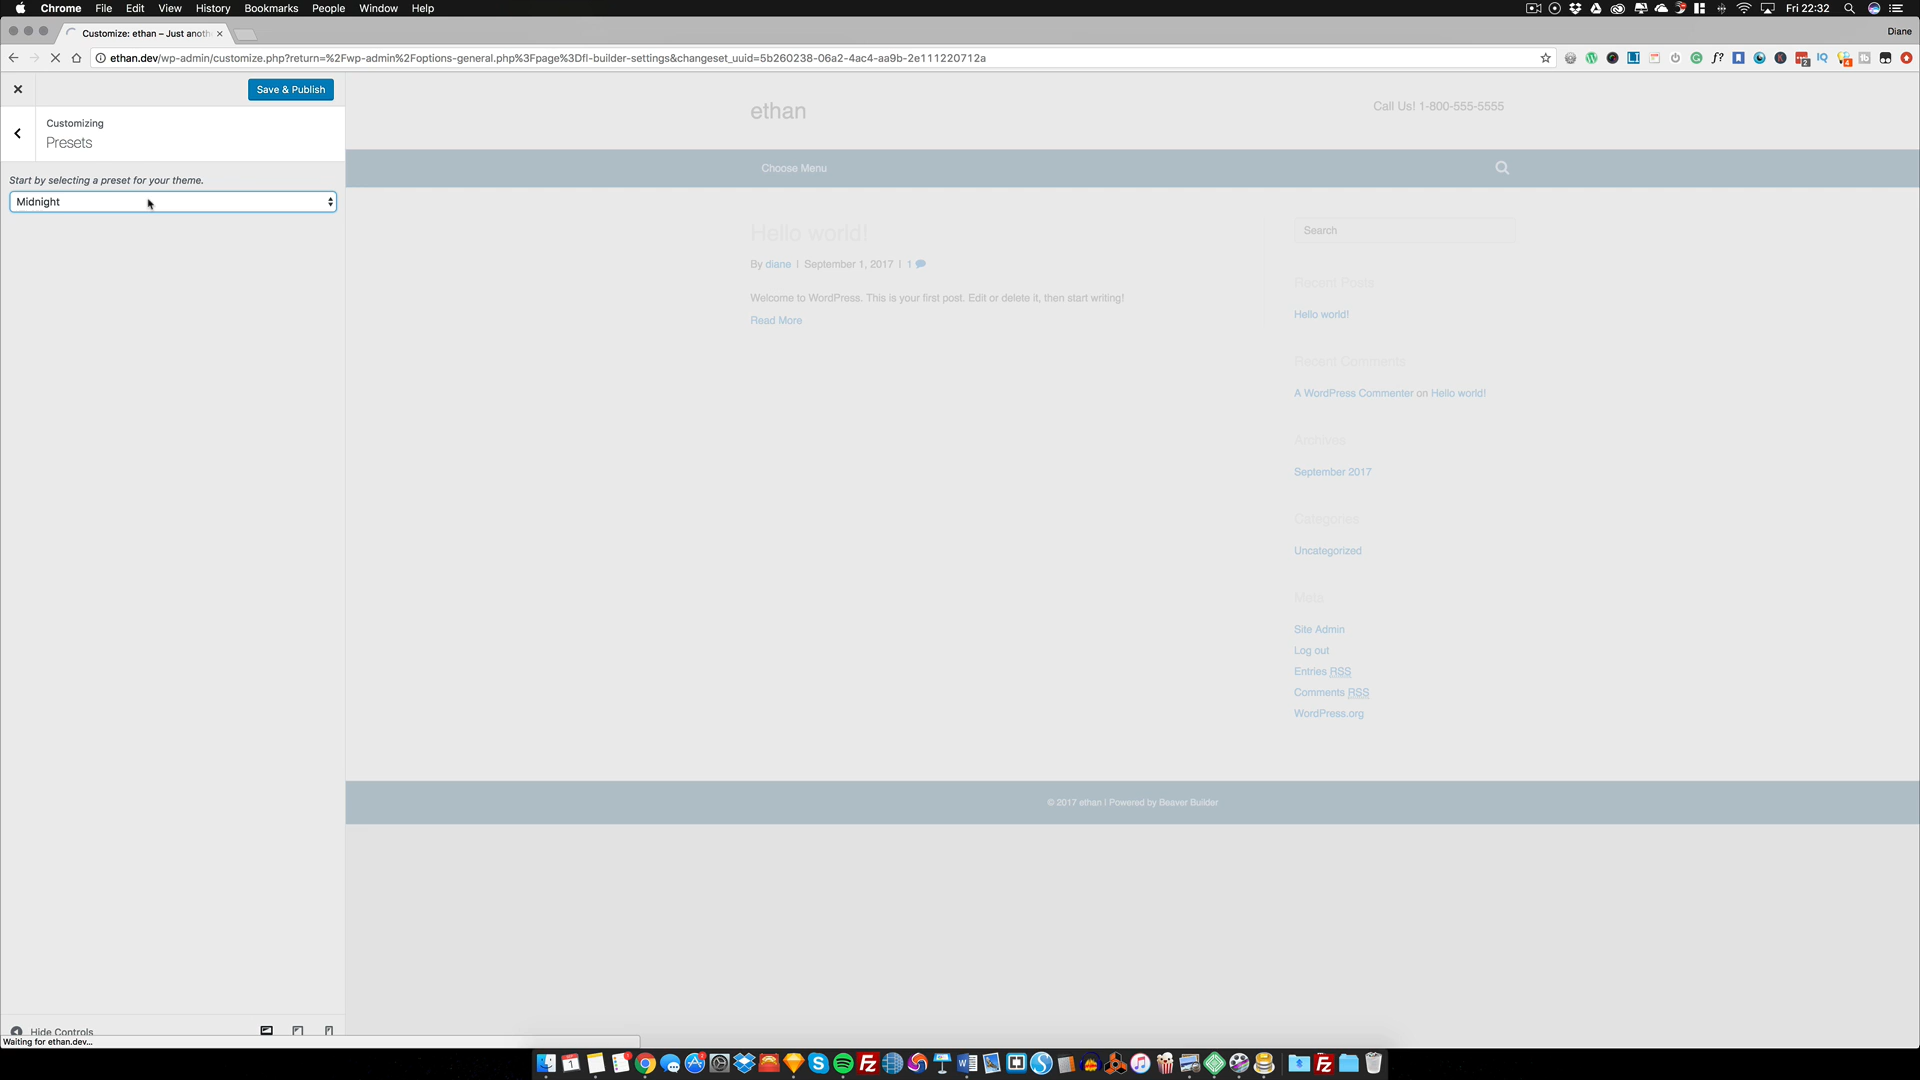 Chrome File Edit View History Bookmarks People Window Help Fri 22:32
Customize: ethan – Just anoth × Diane
ethan.dev/wp-admin/customize.php?return=%2Fwp-admin%2Foptions-general.php%3Fpage%3Dfl-builder-settings&changeset_uuid=5b260238-06a2-4ac4-aa9b-2e111220712a
Save & Publish
Customizing
Presets
Start by selecting a preset for your theme.
Midnight
ethan
Call Us! 1-800-555-5555
Choose Menu
Hello world!
By diane | September 1, 2017 | 1
Welcome to WordPress. This is your first post. Edit or delete it, then start writing!
Read More
Search
Recent Posts
Hello world!
Recent Comments
A WordPress Commenter on Hello world!
Archives
September 2017
Categories
Uncategorized
Meta
Site Admin
Log out
Entries RSS
Comments RSS
WordPress.org
© 2017 ethan | Powered by Beaver Builder
Hide Controls
Waiting for ethan.dev...